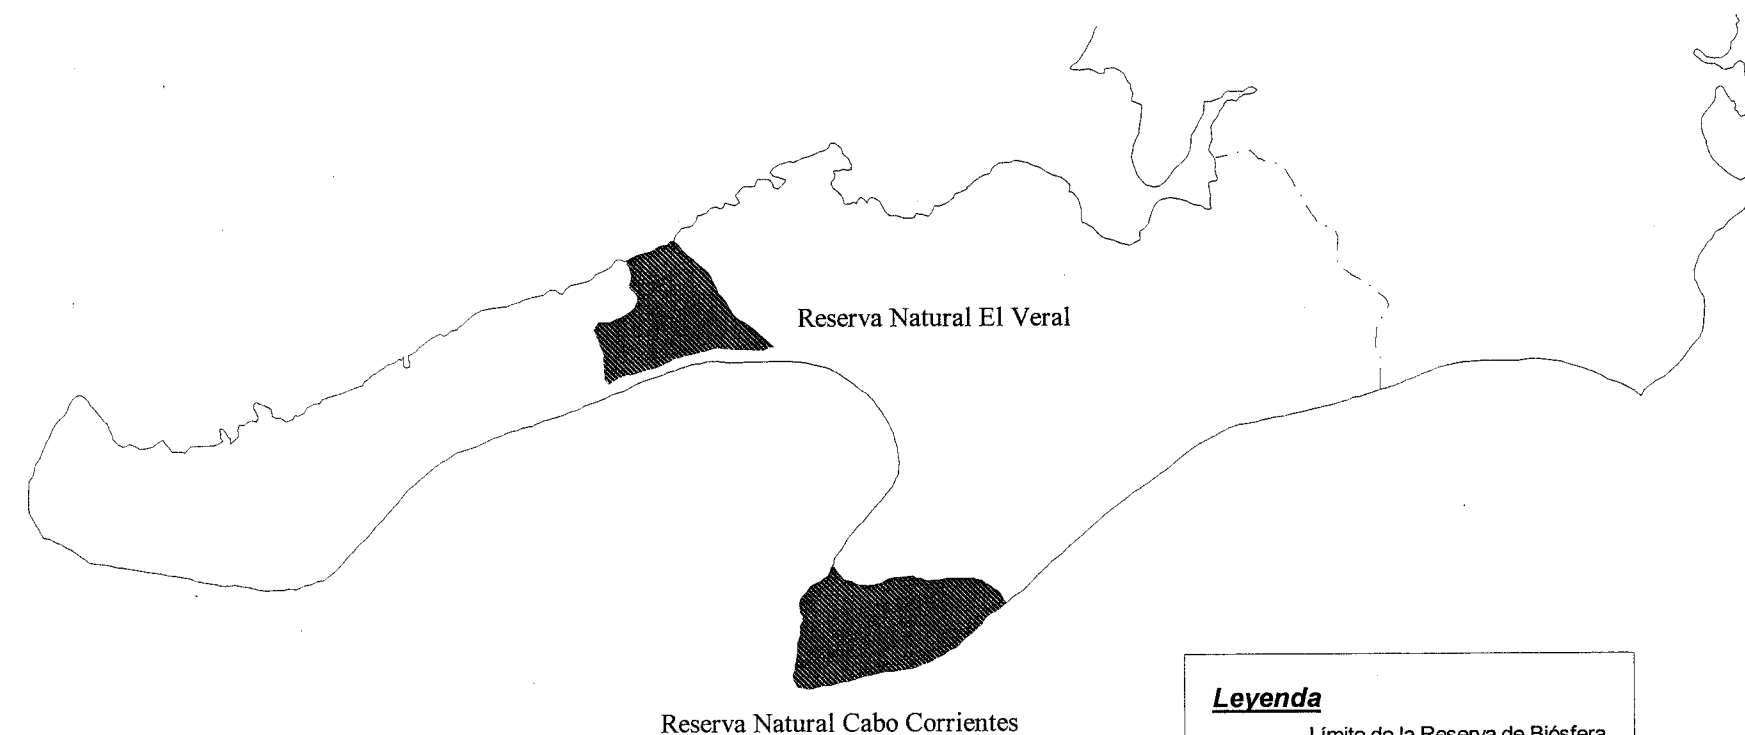 Reserva Natural El Veral
Reserva Natural Cabo Corrientes
Leyenda
Límite de la Reserva de Biósfera